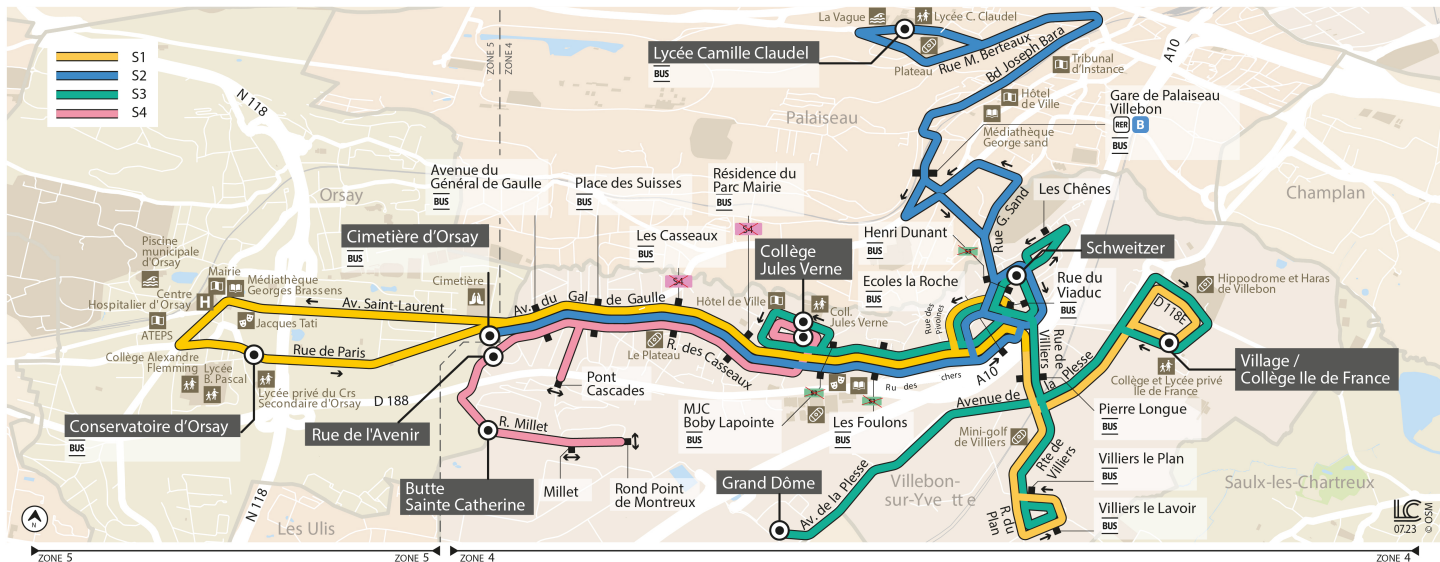 S1
S2
S3
S4
N 118
ZONE 5
ZONE 4
La Vague
Lycée C. Claudel
Lycée Camille Claudel
BUS
Plateau
Rue M. Berteaux
Bd Joseph Bara
A10
Tribunal
d'Instance
Hôtel
de Ville
Médiathèque
George sand
Gare de Palaiseau
Villebon
RER B
BUS
Palaiseau
Orsay
Champlan
Avenue du
Général de Gaulle
BUS
Place des Suisses
BUS
Résidence du
Parc Mairie
BUS
S4
Les Casseaux
BUS
S4
Les Chênes
BUS
Rue G. Sand
Henri Dunant
BUS
Schweitzer
Cimetière d'Orsay
BUS
Collège
Jules Verne
Piscine
municipale
d'Orsay
Mairie
Médiathèque
Georges Brassens
Centre
Hospitalier d'Orsay
H
ATEPS
Jacques Tati
Cimetière
Av. Saint-Laurent
Av. du Gal de Gaulle
Hôtel de Ville
Coll.
Jules Verne
Ecoles la Roche
BUS
Rue des
Pivoines
Rue du
Viaduc
BUS
Hippodrome et Haras
de Villebon
D118E
Rue de Paris
Collège Alexandre
Flemming
Lycée
B. Pascal
Lycée privé du Crs
Secondaire d'Orsay
Le Plateau
R. des Casseaux
Rue de
Villiers
A10
Avenue de la Plesse
Collège et Lycée privé
Ile de France
Village /
Collège Ile de France
BUS
Pont
Cascades
D 188
Conservatoire d'Orsay
BUS
Rue de l'Avenir
R. Millet
MJC
Boby Lapointe
BUS
Les Foulons
BUS
Pierre Longue
BUS
Mini-golf
de Villiers
Rte de
Villiers
Villiers le Plan
BUS
Butte
Sainte Catherine
Millet
Rond Point
de Montreux
Grand Dôme
Av. de la Plesse
Villebon-
sur-Yve tt e
Saulx-les-Chartreux
R. du
Plan
Villiers le Lavoir
BUS
N 118
Les Ulis
N
LC
07.23
© OSM
ZONE 5
ZONE 5
ZONE 4
ZONE 4